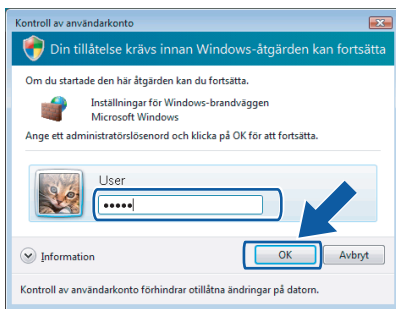 Kontroll av användarkonto
Din tillåtelse krävs innan Windows-åtgärden kan fortsätta
Om du startade den här åtgärden kan du fortsätta.
Inställningar för Windows-brandväggen
Microsoft Windows
Ange ett administratörslösenord och klicka på OK för att fortsätta.
User
•••••
Information
OK
Avbryt
Kontroll av användarkonto förhindrar otillåtna ändringar på datorn.